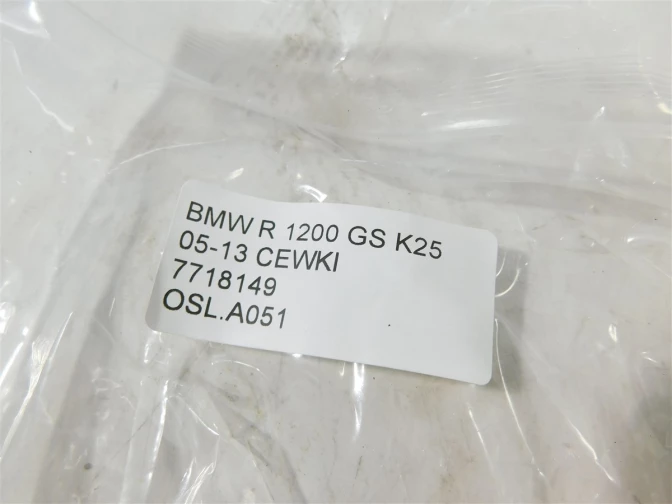 BMW R 1200 GS K25
05-13 CEWKI
7718149
OSL.A051